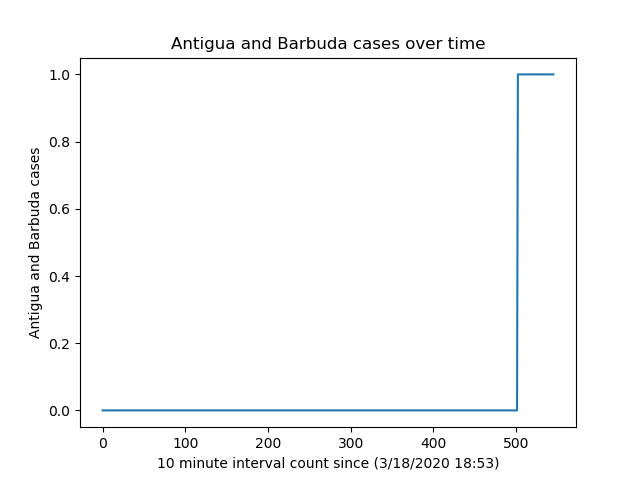 Antigua and Barbuda cases over time
1.0
0.8
0.6
0.4
0.2
0.0
Antigua and Barbuda cases
0 100 200 300 400 500
10 minute interval count since (3/18/2020 18:53)